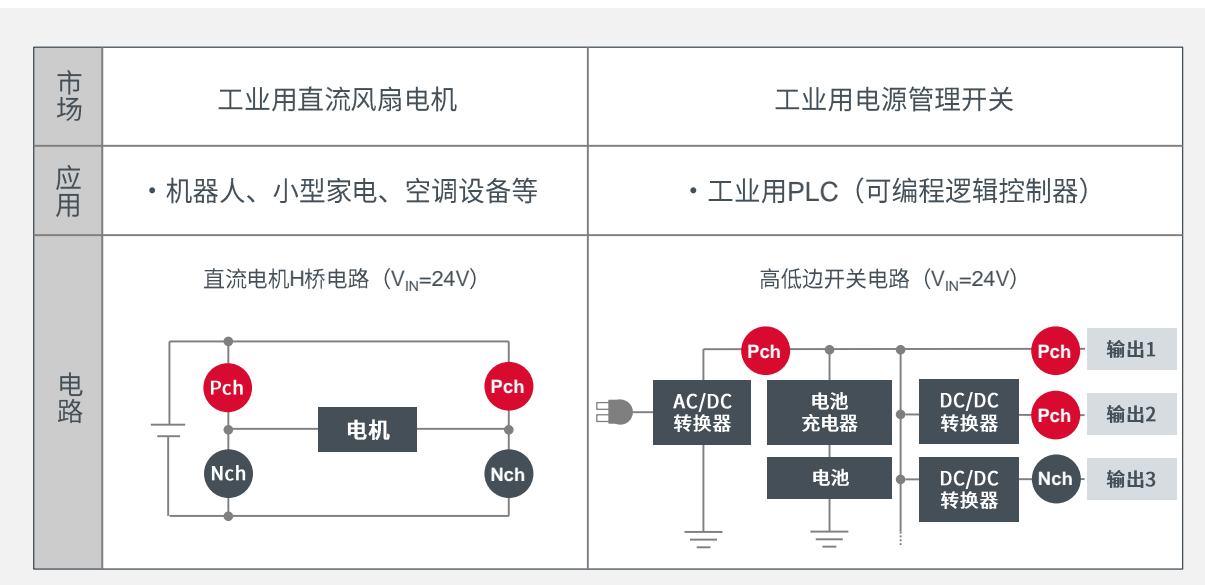 市场
工业用直流风扇电机
工业用电源管理开关
应用
・机器人、小型家电、空调设备等
・工业用PLC（可编程逻辑控制器）
电路
直流电机H桥电路（VIN=24V）
Pch
Pch
电机
Nch
Nch
高低边开关电路（VIN=24V）
Pch
Pch
输出1
AC/DC
转换器
电池
充电器
DC/DC
转换器
Pch
输出2
电池
DC/DC
转换器
Nch
输出3